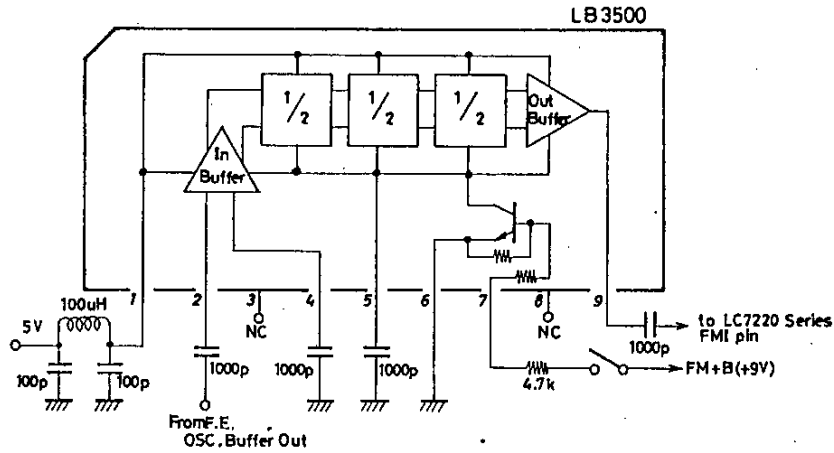 LB3500
1/2
1/2
1/2
Out
Buffer
In
Buffer
1
2
3
4
5
6
7
8
9
100uH
5V
NC
NC
100p
100p
1000p
1000p
1000p
4.7k
1000p
to LC7220 Series
FMI pin
FM+B(+9V)
From F.E,
OSC.Buffer Out